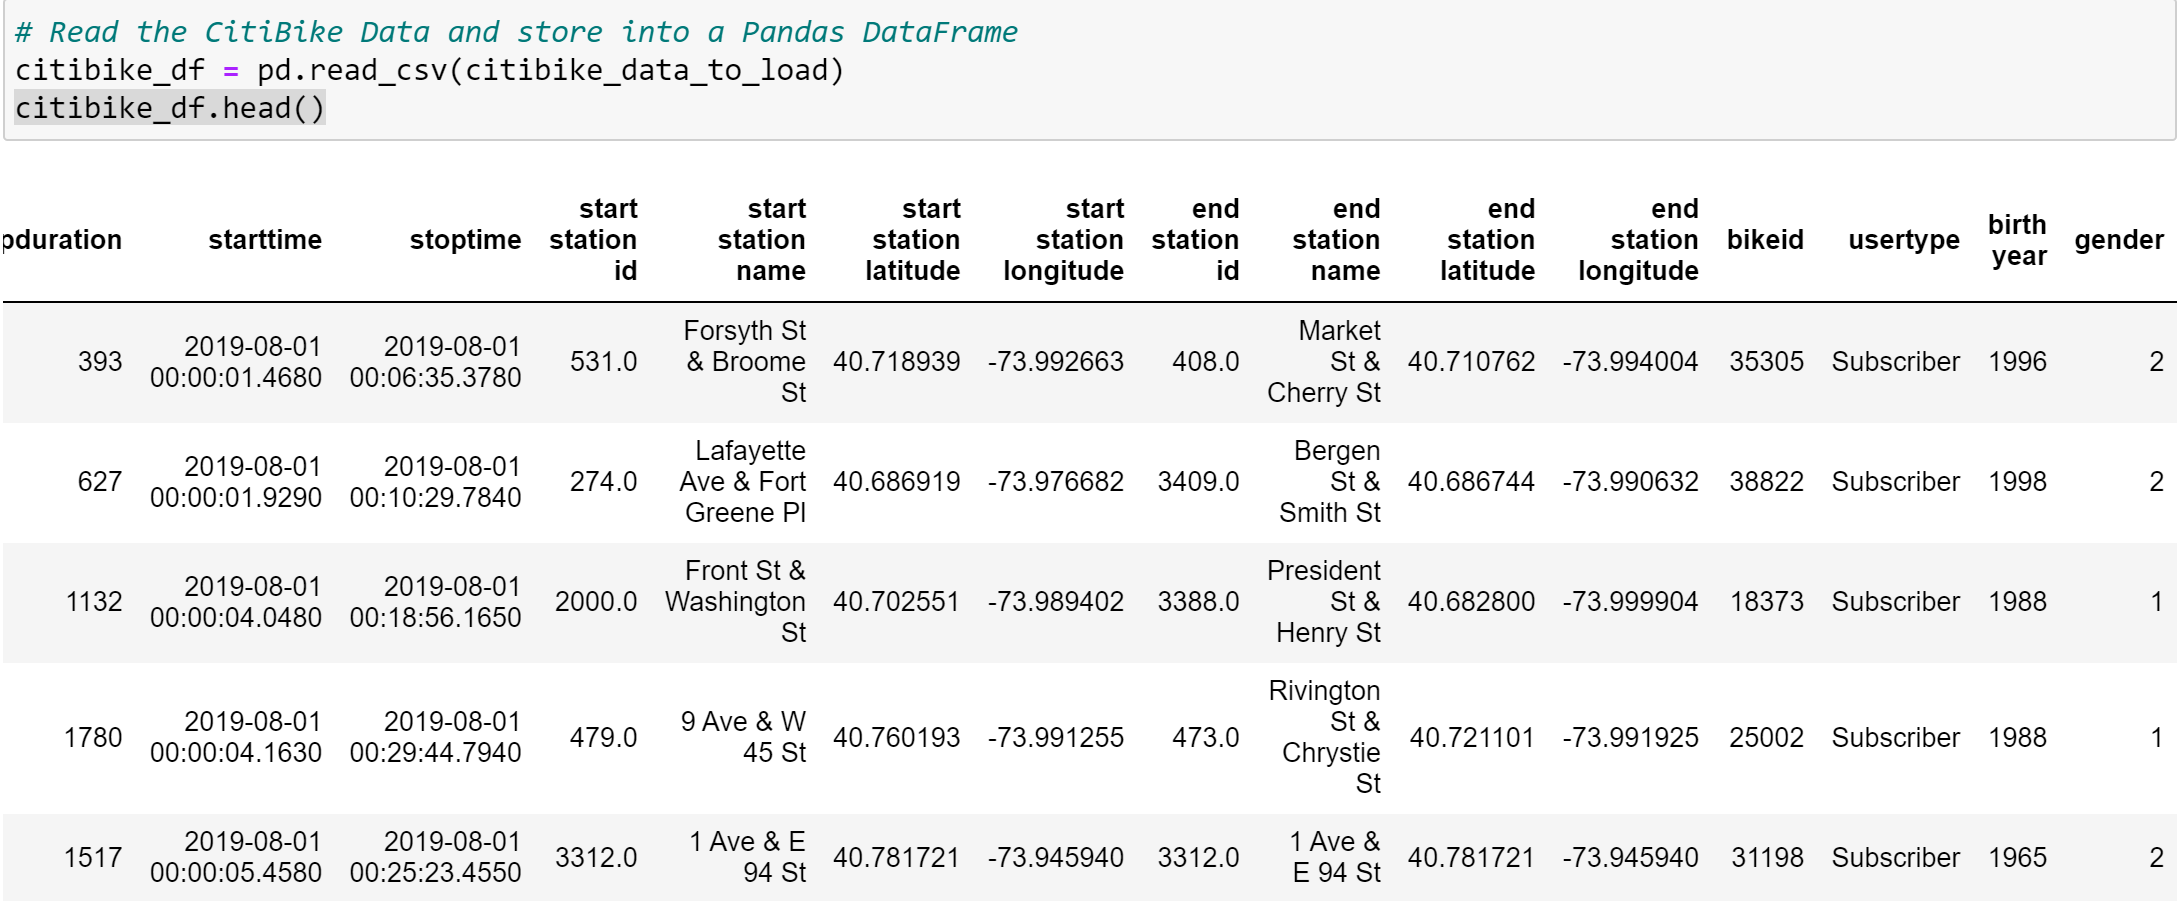 # Read the CitiBike Data and store into a Pandas DataFrame
citibike_df = pd.read_csv(citibike_data_to_load)
citibike_df.head()
pduration starttime stoptime start station id start station name start station latitude start station longitude end station id end station name end station latitude end station longitude bikeid usertype birth year gender
393 2019-08-01 00:00:01.4680 2019-08-01 00:06:35.3780 531.0 Forsyth St & Broome St 40.718939 -73.992663 408.0 Market St & Cherry St 40.710762 -73.994004 35305 Subscriber 1996 2
627 2019-08-01 00:00:01.9290 2019-08-01 00:10:29.7840 274.0 Lafayette Ave & Fort Greene Pl 40.686919 -73.976682 3409.0 Bergen St & Smith St 40.686744 -73.990632 38822 Subscriber 1998 2
1132 2019-08-01 00:00:04.0480 2019-08-01 00:18:56.1650 2000.0 Front St & Washington St 40.702551 -73.989402 3388.0 President St & Henry St 40.682800 -73.999904 18373 Subscriber 1988 1
1780 2019-08-01 00:00:04.1630 2019-08-01 00:29:44.7940 479.0 9 Ave & W 45 St 40.760193 -73.991255 473.0 Rivington St & Chrystie St 40.721101 -73.991925 25002 Subscriber 1988 1
1517 2019-08-01 00:00:05.4580 2019-08-01 00:25:23.4550 3312.0 1 Ave & E 94 St 40.781721 -73.945940 3312.0 1 Ave & E 94 St 40.781721 -73.945940 31198 Subscriber 1965 2